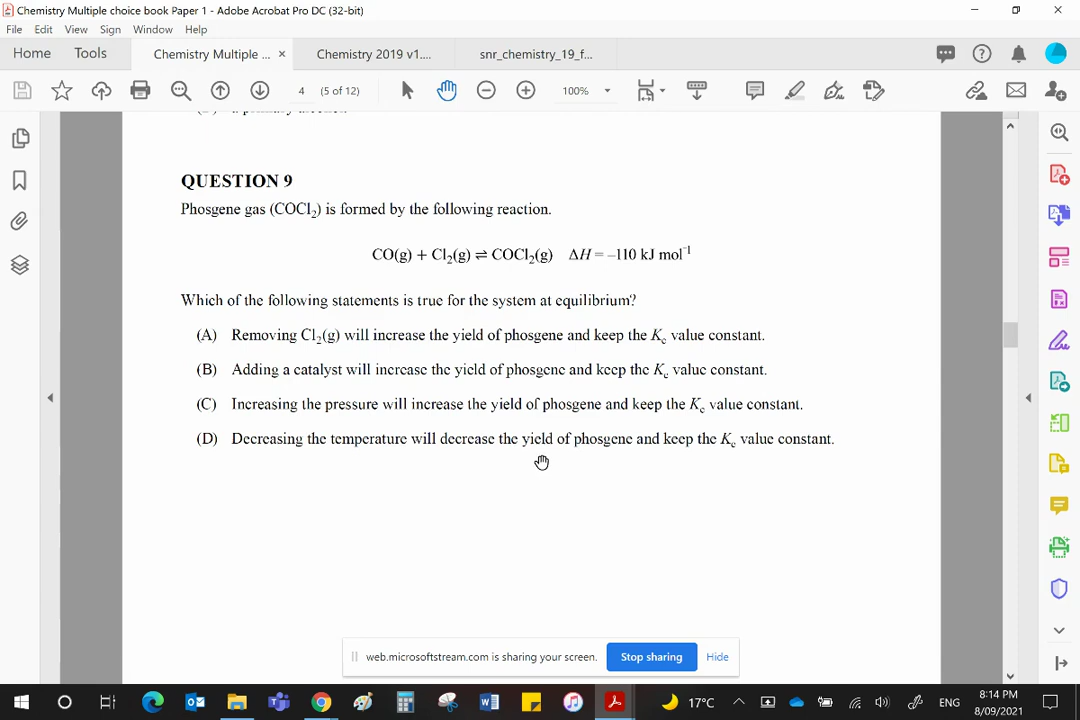 Chemistry Multiple choice book Paper 1 - Adobe Acrobat Pro DC (32-bit)
File Edit View Sign Window Help
Home Tools Chemistry Multiple ... × Chemistry 2019 v1.... snr_chemistry_19_f...
4 (5 of 12) 100%
QUESTION 9
Phosgene gas (COCl₂) is formed by the following reaction.
CO(g) + Cl₂(g) ⇌ COCl₂(g) ΔH = –110 kJ mol⁻¹
Which of the following statements is true for the system at equilibrium?
(A) Removing Cl₂(g) will increase the yield of phosgene and keep the Kc value constant.
(B) Adding a catalyst will increase the yield of phosgene and keep the Kc value constant.
(C) Increasing the pressure will increase the yield of phosgene and keep the Kc value constant.
(D) Decreasing the temperature will decrease the yield of phosgene and keep the Kc value constant.
web.microsoftstream.com is sharing your screen. Stop sharing Hide
17°C ENG 8:14 PM
8/09/2021